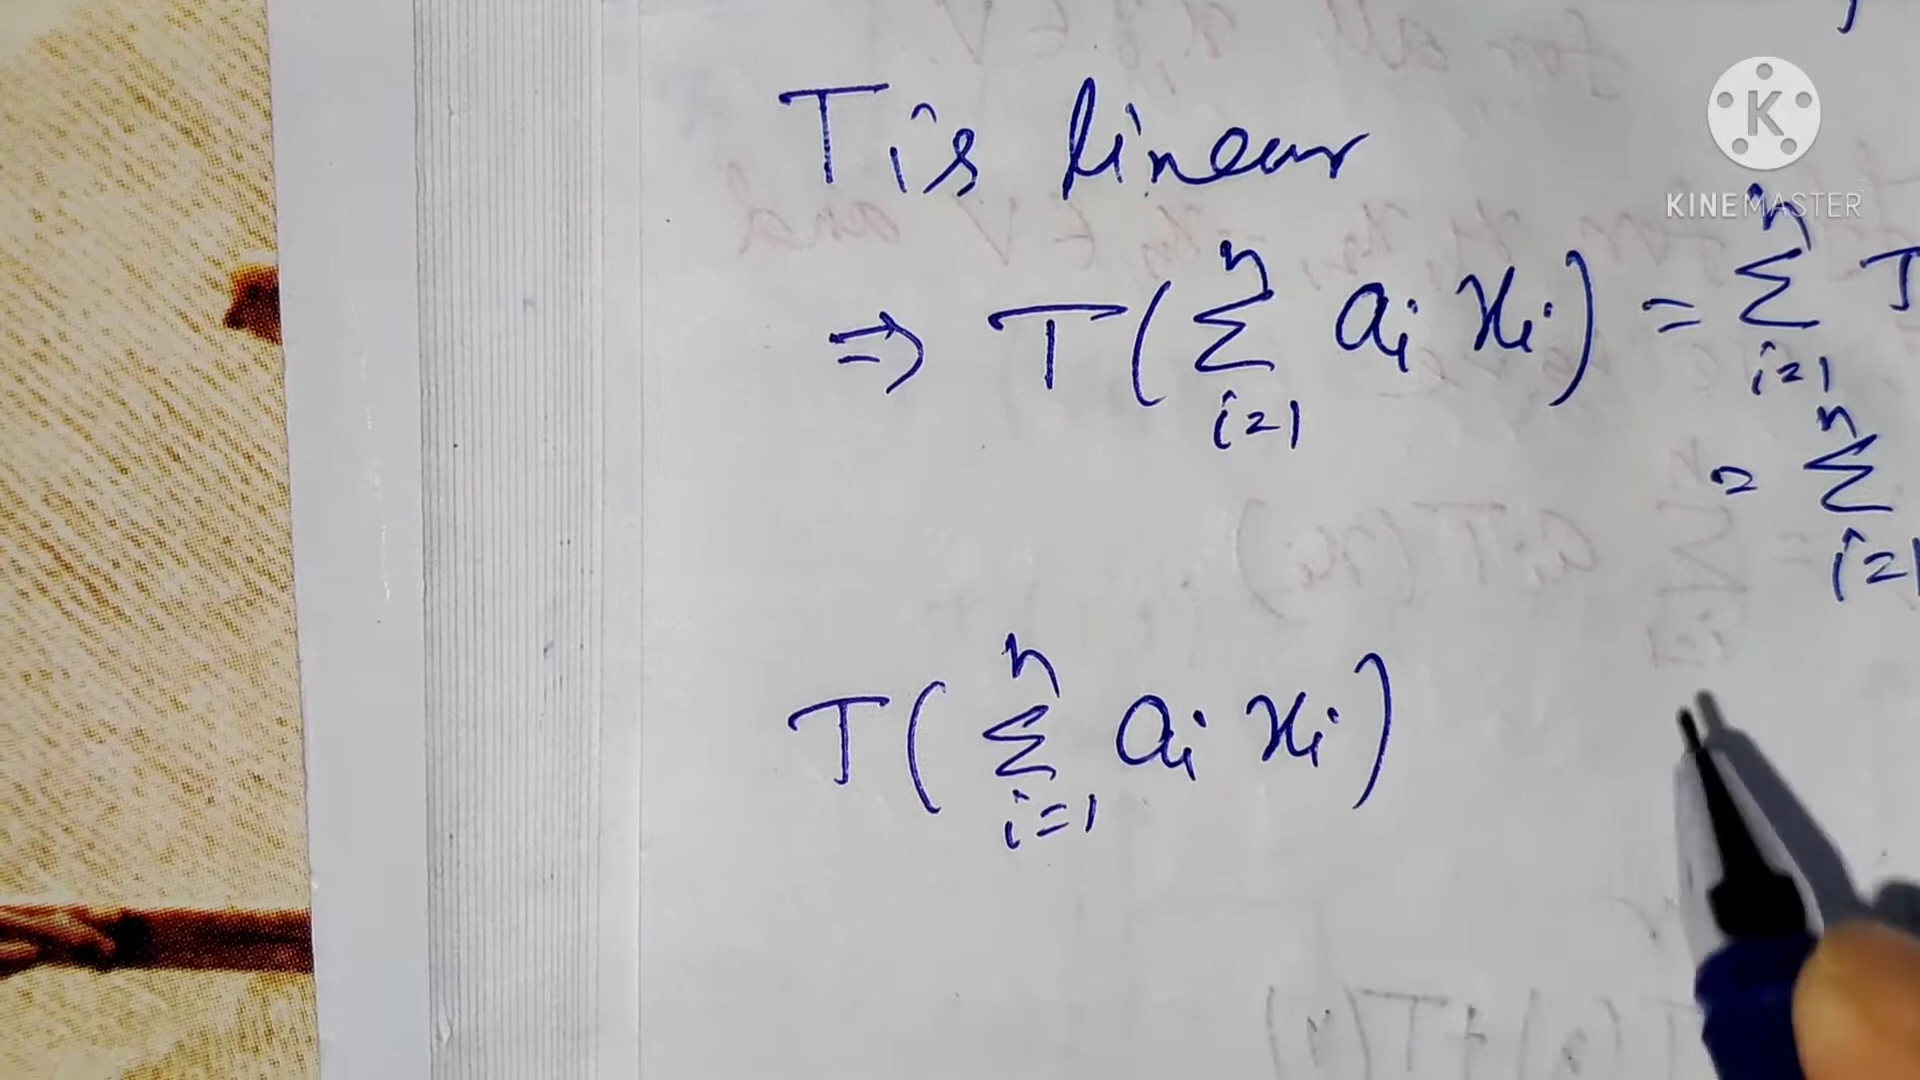 T is linear
K
KINEMASTER
⇒ T(∑_{i=1}^{n} a_i x_i) = ∑_{i=1}^{n} T
= ∑_{i=1}^{n}
T(∑_{i=1}^{n} a_i x_i)